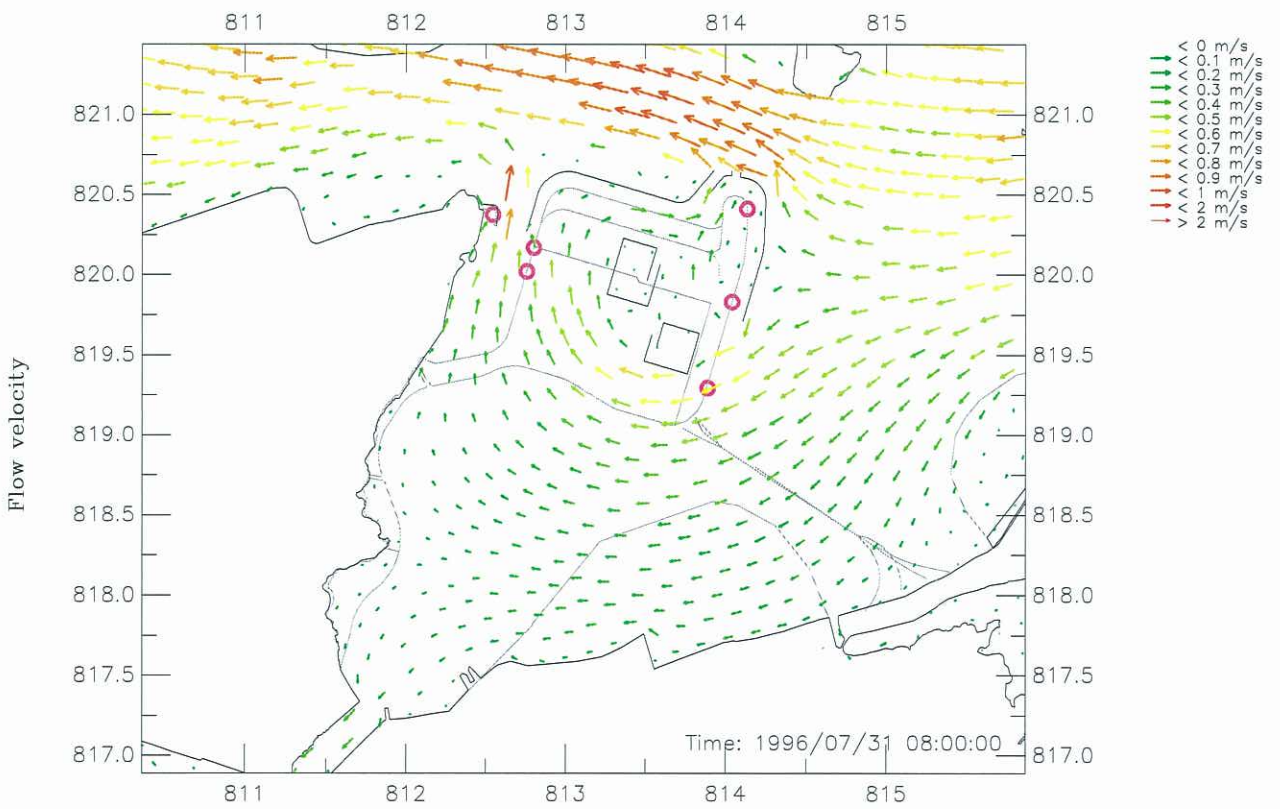 811 812 813 814 815
< 0 m/s
< 0.1 m/s
< 0.2 m/s
< 0.3 m/s
< 0.4 m/s
< 0.5 m/s
< 0.6 m/s
< 0.7 m/s
< 0.8 m/s
< 0.9 m/s
< 1 m/s
< 2 m/s
> 2 m/s
821.0 821.0
820.5 820.5
820.0 820.0
819.5 819.5
Flow velocity
819.0 819.0
818.5 818.5
818.0 818.0
817.5 817.5
Time: 1996/07/31 08:00:00
817.0 817.0
811 812 813 814 815